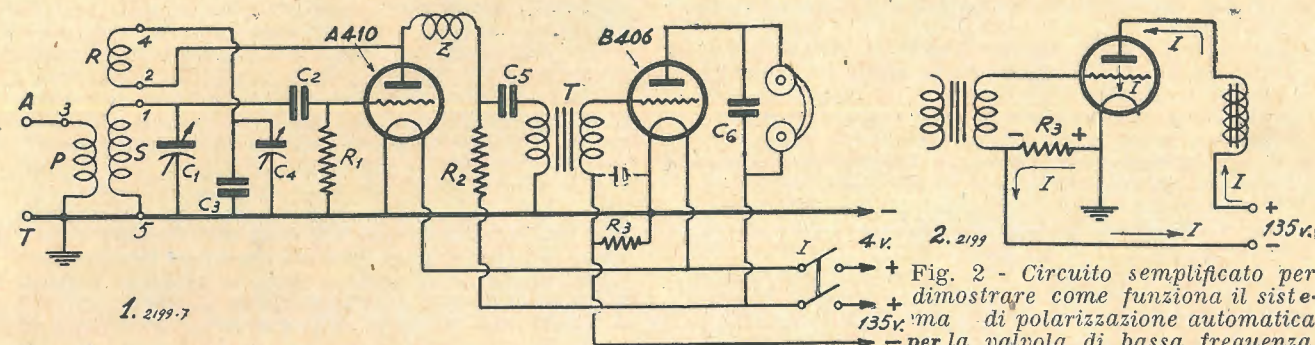 A
3
T
R
4
2
P
S
1
5
C1
C3
C4
C2
R1
A410
Z
R2
C5
T
B406
C6
R3
I
-
4 v.
+
+
135v.
-
1. 2199-7
I
I
- R3 +
I
I
I
+
135v.
-
2. 2199
Fig. 2 - Circuito semplificato per
dimostrare come funziona il siste-
ma di polarizzazione automatica
per la valvola di bassa frequenza.